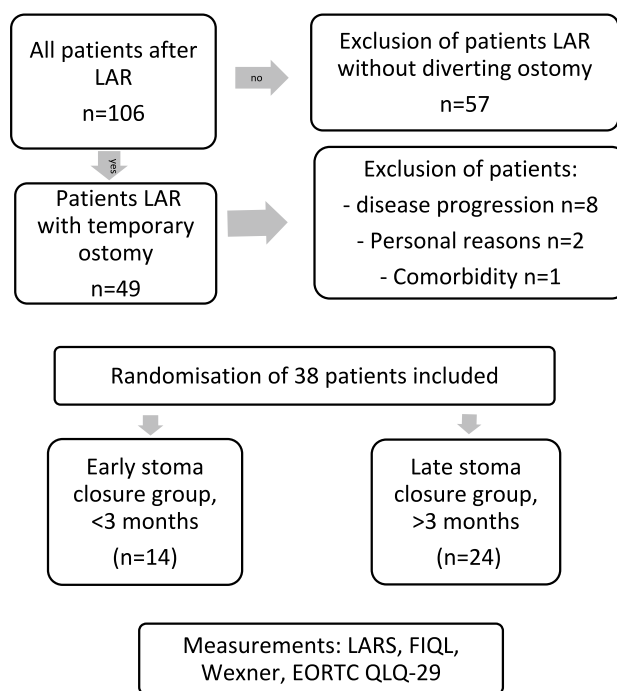 All patients after
LAR
n=106
no
Exclusion of patients LAR
without diverting ostomy
n=57
yes
Patients LAR
with temporary
ostomy
n=49
Exclusion of patients:
- disease progression n=8
- Personal reasons n=2
- Comorbidity n=1
Randomisation of 38 patients included
Early stoma
closure group,
<3 months
(n=14)
Late stoma
closure group,
>3 months
(n=24)
Measurements: LARS, FIQL,
Wexner, EORTC QLQ-29